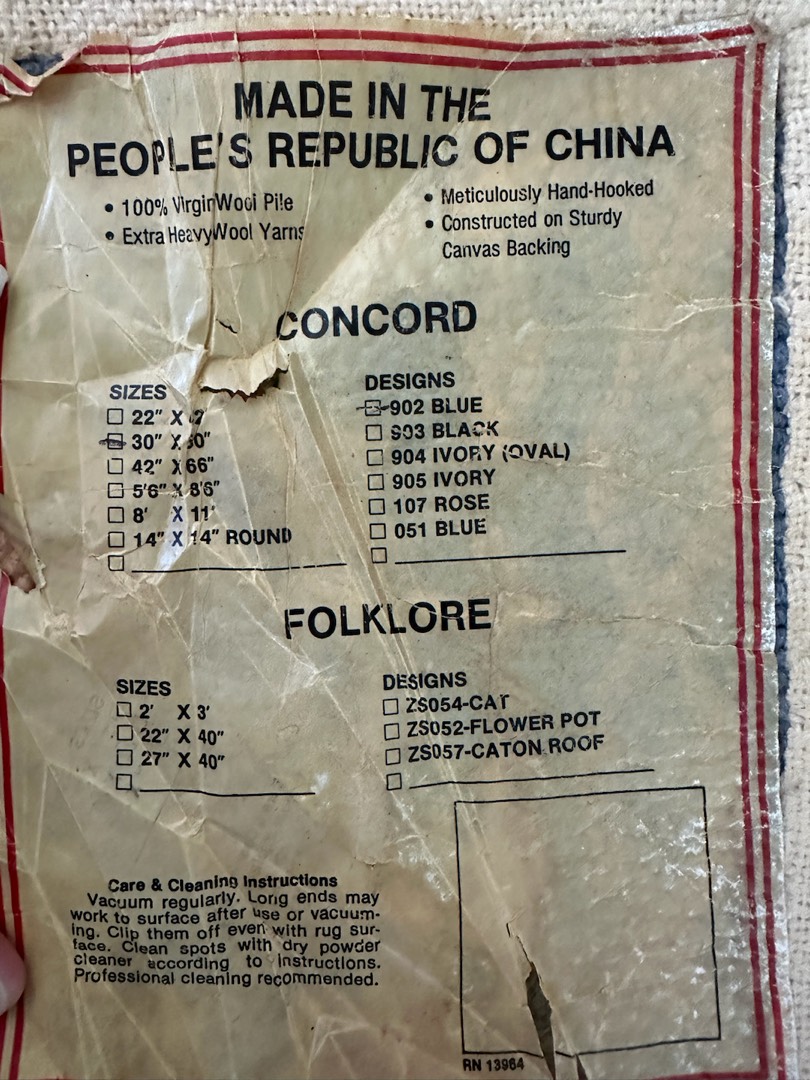 MADE IN THE
PEOPLE'S REPUBLIC OF CHINA
• 100% Virgin Wool Pile
• Extra Heavy Wool Yarns
• Meticulously Hand-Hooked
• Constructed on Sturdy
Canvas Backing
CONCORD
SIZES
☐ 22" X
☐ 30" X
☐ 42" X 66"
☐ 5'6" X 8'6"
☐ 8' X 11'
☐ 14" X 14" ROUND
☐
DESIGNS
☐ 902 BLUE
☐ 903 BLACK
☐ 904 IVORY (OVAL)
☐ 905 IVORY
☐ 107 ROSE
☐ 051 BLUE
☐
FOLKLORE
SIZES
☐ 2' X 3'
☐ 22" X 40"
☐ 27" X 40"
☐
DESIGNS
☐ ZS054-CAT
☐ ZS052-FLOWER POT
☐ ZS057-CATON ROOF
☐
Care & Cleaning Instructions
Vacuum regularly. Long ends may
work to surface after use or vacuum-
ing. Clip them off even with rug sur-
face. Clean spots with dry powder
cleaner according to instructions.
Professional cleaning recommended.
RN 13964